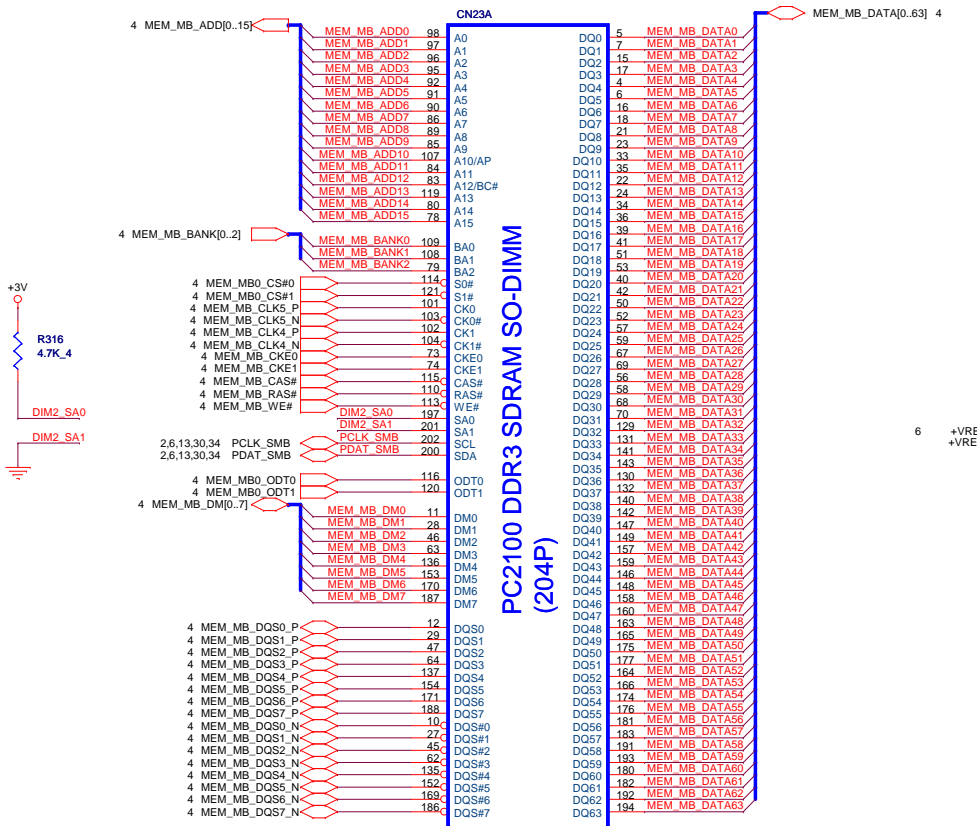 CN23A
4 MEM_MB_ADD[0..15]
MEM_MB_ADD0 98 A0
MEM_MB_ADD1 97 A1
MEM_MB_ADD2 96 A2
MEM_MB_ADD3 95 A3
MEM_MB_ADD4 92 A4
MEM_MB_ADD5 91 A5
MEM_MB_ADD6 90 A6
MEM_MB_ADD7 86 A7
MEM_MB_ADD8 89 A8
MEM_MB_ADD9 85 A9
MEM_MB_ADD10 107 A10/AP
MEM_MB_ADD11 84 A11
MEM_MB_ADD12 83 A12/BC#
MEM_MB_ADD13 119 A13
MEM_MB_ADD14 80 A14
MEM_MB_ADD15 78 A15
4 MEM_MB_BANK[0..2]
MEM_MB_BANK0 109 BA0
MEM_MB_BANK1 108 BA1
MEM_MB_BANK2 79 BA2
4 MEM_MB0_CS#0 114 S0#
4 MEM_MB0_CS#1 121 S1#
4 MEM_MB_CLK5_P 101 CK0
4 MEM_MB_CLK5_N 103 CK0#
4 MEM_MB_CLK4_P 102 CK1
4 MEM_MB_CLK4_N 104 CK1#
4 MEM_MB_CKE0 73 CKE0
4 MEM_MB_CKE1 74 CKE1
4 MEM_MB_CAS# 115 CAS#
4 MEM_MB_RAS# 110 RAS#
4 MEM_MB_WE# 113 WE#
DIM2_SA0 197 SA0
DIM2_SA1 201 SA1
2,6,13,30,34 PCLK_SMB PCLK_SMB 202 SCL
2,6,13,30,34 PDAT_SMB PDAT_SMB 200 SDA
+3V
R316
4.7K_4
DIM2_SA0
DIM2_SA1
4 MEM_MB0_ODT0 116 ODT0
4 MEM_MB0_ODT1 120 ODT1
4 MEM_MB_DM[0..7]
MEM_MB_DM0 11 DM0
MEM_MB_DM1 28 DM1
MEM_MB_DM2 46 DM2
MEM_MB_DM3 63 DM3
MEM_MB_DM4 136 DM4
MEM_MB_DM5 153 DM5
MEM_MB_DM6 170 DM6
MEM_MB_DM7 187 DM7
4 MEM_MB_DQS0_P 12 DQS0
4 MEM_MB_DQS1_P 29 DQS1
4 MEM_MB_DQS2_P 47 DQS2
4 MEM_MB_DQS3_P 64 DQS3
4 MEM_MB_DQS4_P 137 DQS4
4 MEM_MB_DQS5_P 154 DQS5
4 MEM_MB_DQS6_P 171 DQS6
4 MEM_MB_DQS7_P 188 DQS7
4 MEM_MB_DQS0_N 10 DQS#0
4 MEM_MB_DQS1_N 27 DQS#1
4 MEM_MB_DQS2_N 45 DQS#2
4 MEM_MB_DQS3_N 62 DQS#3
4 MEM_MB_DQS4_N 135 DQS#4
4 MEM_MB_DQS5_N 152 DQS#5
4 MEM_MB_DQS6_N 169 DQS#6
4 MEM_MB_DQS7_N 186 DQS#7
PC2100 DDR3 SDRAM SO-DIMM
(204P)
MEM_MB_DATA[0..63] 4
DQ0 5 MEM_MB_DATA0
DQ1 7 MEM_MB_DATA1
DQ2 15 MEM_MB_DATA2
DQ3 17 MEM_MB_DATA3
DQ4 4 MEM_MB_DATA4
DQ5 6 MEM_MB_DATA5
DQ6 16 MEM_MB_DATA6
DQ7 18 MEM_MB_DATA7
DQ8 21 MEM_MB_DATA8
DQ9 23 MEM_MB_DATA9
DQ10 33 MEM_MB_DATA10
DQ11 35 MEM_MB_DATA11
DQ12 22 MEM_MB_DATA12
DQ13 24 MEM_MB_DATA13
DQ14 34 MEM_MB_DATA14
DQ15 36 MEM_MB_DATA15
DQ16 39 MEM_MB_DATA16
DQ17 41 MEM_MB_DATA17
DQ18 51 MEM_MB_DATA18
DQ19 53 MEM_MB_DATA19
DQ20 40 MEM_MB_DATA20
DQ21 42 MEM_MB_DATA21
DQ22 50 MEM_MB_DATA22
DQ23 52 MEM_MB_DATA23
DQ24 57 MEM_MB_DATA24
DQ25 59 MEM_MB_DATA25
DQ26 67 MEM_MB_DATA26
DQ27 69 MEM_MB_DATA27
DQ28 56 MEM_MB_DATA28
DQ29 58 MEM_MB_DATA29
DQ30 68 MEM_MB_DATA30
DQ31 70 MEM_MB_DATA31
DQ32 129 MEM_MB_DATA32
DQ33 131 MEM_MB_DATA33
DQ34 141 MEM_MB_DATA34
DQ35 143 MEM_MB_DATA35
DQ36 130 MEM_MB_DATA36
DQ37 132 MEM_MB_DATA37
DQ38 140 MEM_MB_DATA38
DQ39 142 MEM_MB_DATA39
DQ40 147 MEM_MB_DATA40
DQ41 149 MEM_MB_DATA41
DQ42 157 MEM_MB_DATA42
DQ43 159 MEM_MB_DATA43
DQ44 146 MEM_MB_DATA44
DQ45 148 MEM_MB_DATA45
DQ46 158 MEM_MB_DATA46
DQ47 160 MEM_MB_DATA47
DQ48 163 MEM_MB_DATA48
DQ49 165 MEM_MB_DATA49
DQ50 175 MEM_MB_DATA50
DQ51 177 MEM_MB_DATA51
DQ52 164 MEM_MB_DATA52
DQ53 166 MEM_MB_DATA53
DQ54 174 MEM_MB_DATA54
DQ55 176 MEM_MB_DATA55
DQ56 181 MEM_MB_DATA56
DQ57 183 MEM_MB_DATA57
DQ58 191 MEM_MB_DATA58
DQ59 193 MEM_MB_DATA59
DQ60 180 MEM_MB_DATA60
DQ61 182 MEM_MB_DATA61
DQ62 192 MEM_MB_DATA62
DQ63 194 MEM_MB_DATA63
6 +VRE
+VRE